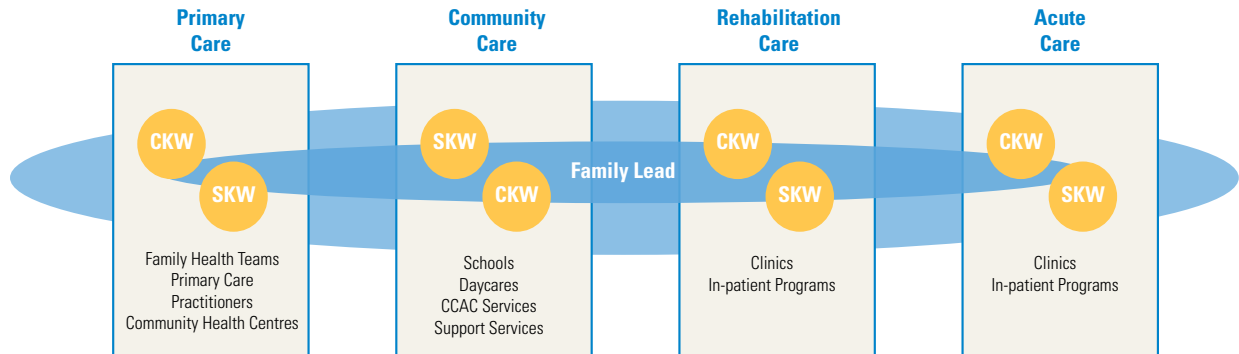 Primary
Care
Community
Care
Rehabilitation
Care
Acute
Care
CKW
SKW
SKW
CKW
Family Lead
CKW
SKW
CKW
SKW
Family Health Teams
Primary Care
Practitioners
Community Health Centres
Schools
Daycares
CCAC Services
Support Services
Clinics
In-patient Programs
Clinics
In-patient Programs